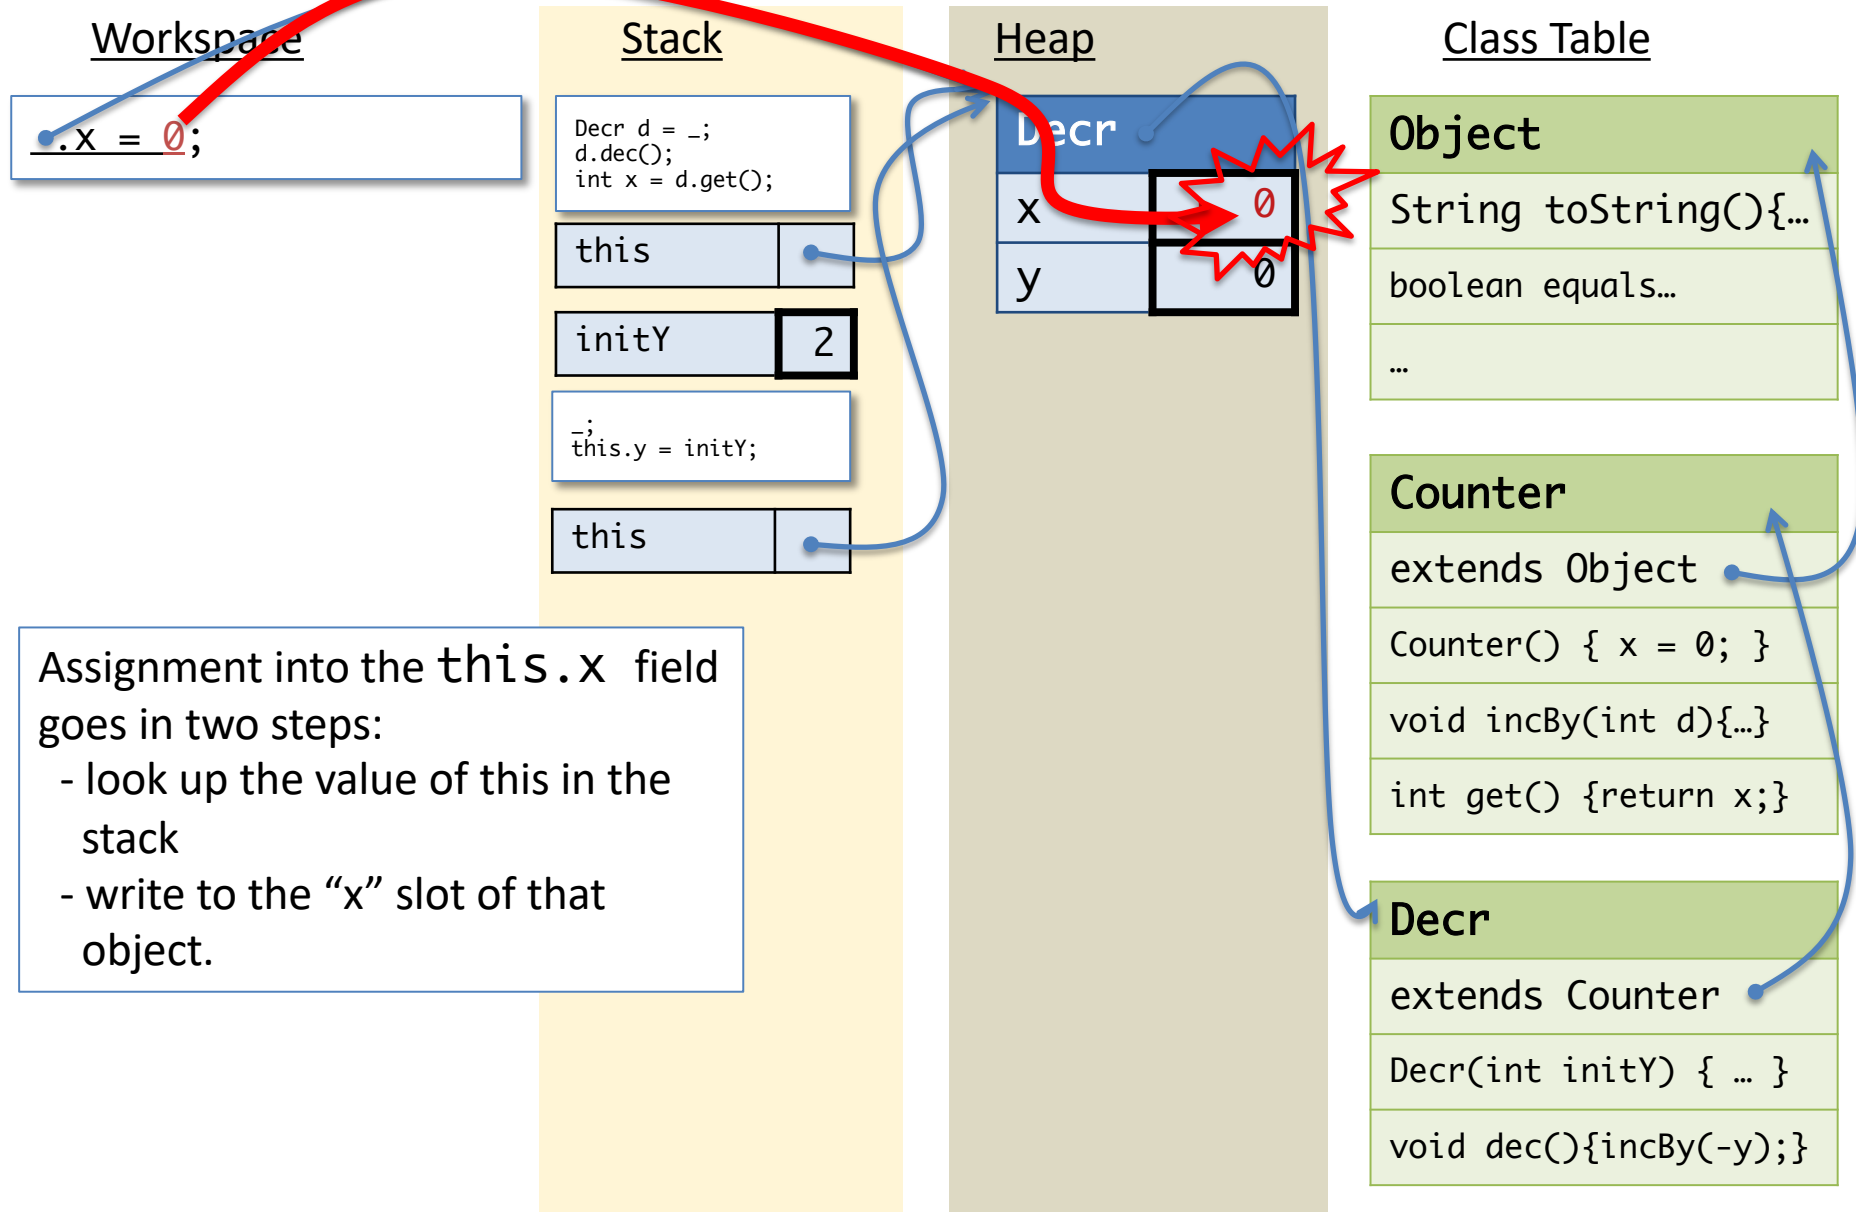 Workspace
.x = 0;
Stack
Decr d = _;
d.dec();
int x = d.get();
this
initY 2
_;
this.y = initY;
this
Heap
Decr
x 0
y 0
Class Table
Object
String toString(){…
boolean equals…
…
Counter
extends Object
Counter() { x = 0; }
void incBy(int d){…}
int get() {return x;}
Decr
extends Counter
Decr(int initY) { … }
void dec(){incBy(-y);}
Assignment into the this.x field
goes in two steps:
- look up the value of this in the
stack
- write to the “x” slot of that
object.